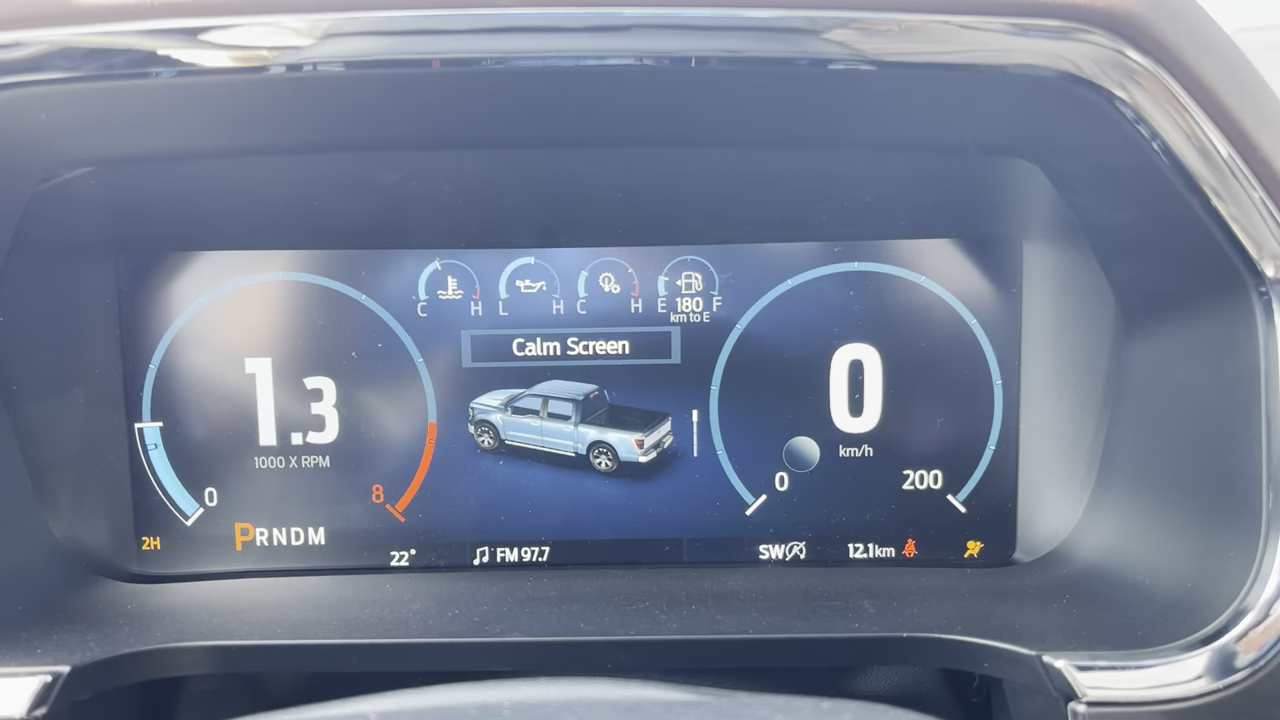 C H L H C H E 180 F
km to E
Calm Screen
1.3
1000 X RPM
0
8
0
km/h
0
200
2H
PRNDM
22°
FM 97.7
SW
12.1km